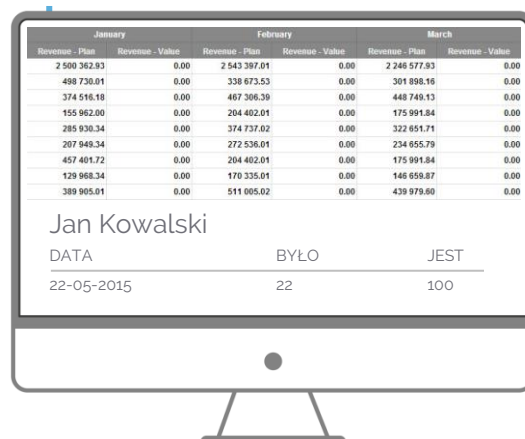 January February March
Revenue - Plan Revenue - Value Revenue - Plan Revenue - Value Revenue - Plan Revenue - Value
2 500 362.93 0.00 2 543 397.01 0.00 2 246 577.93 0.00
498 730.01 0.00 338 673.53 0.00 301 898.16 0.00
374 516.18 0.00 467 306.39 0.00 448 749.13 0.00
155 962.00 0.00 204 402.01 0.00 175 991.84 0.00
285 930.34 0.00 374 737.02 0.00 322 651.71 0.00
207 949.34 0.00 272 536.01 0.00 234 655.79 0.00
457 401.72 0.00 204 402.01 0.00 175 991.84 0.00
129 968.34 0.00 170 335.01 0.00 146 659.87 0.00
389 905.01 0.00 511 005.02 0.00 439 979.60 0.00
Jan Kowalski
DATA BYŁO JEST
22-05-2015 22 100